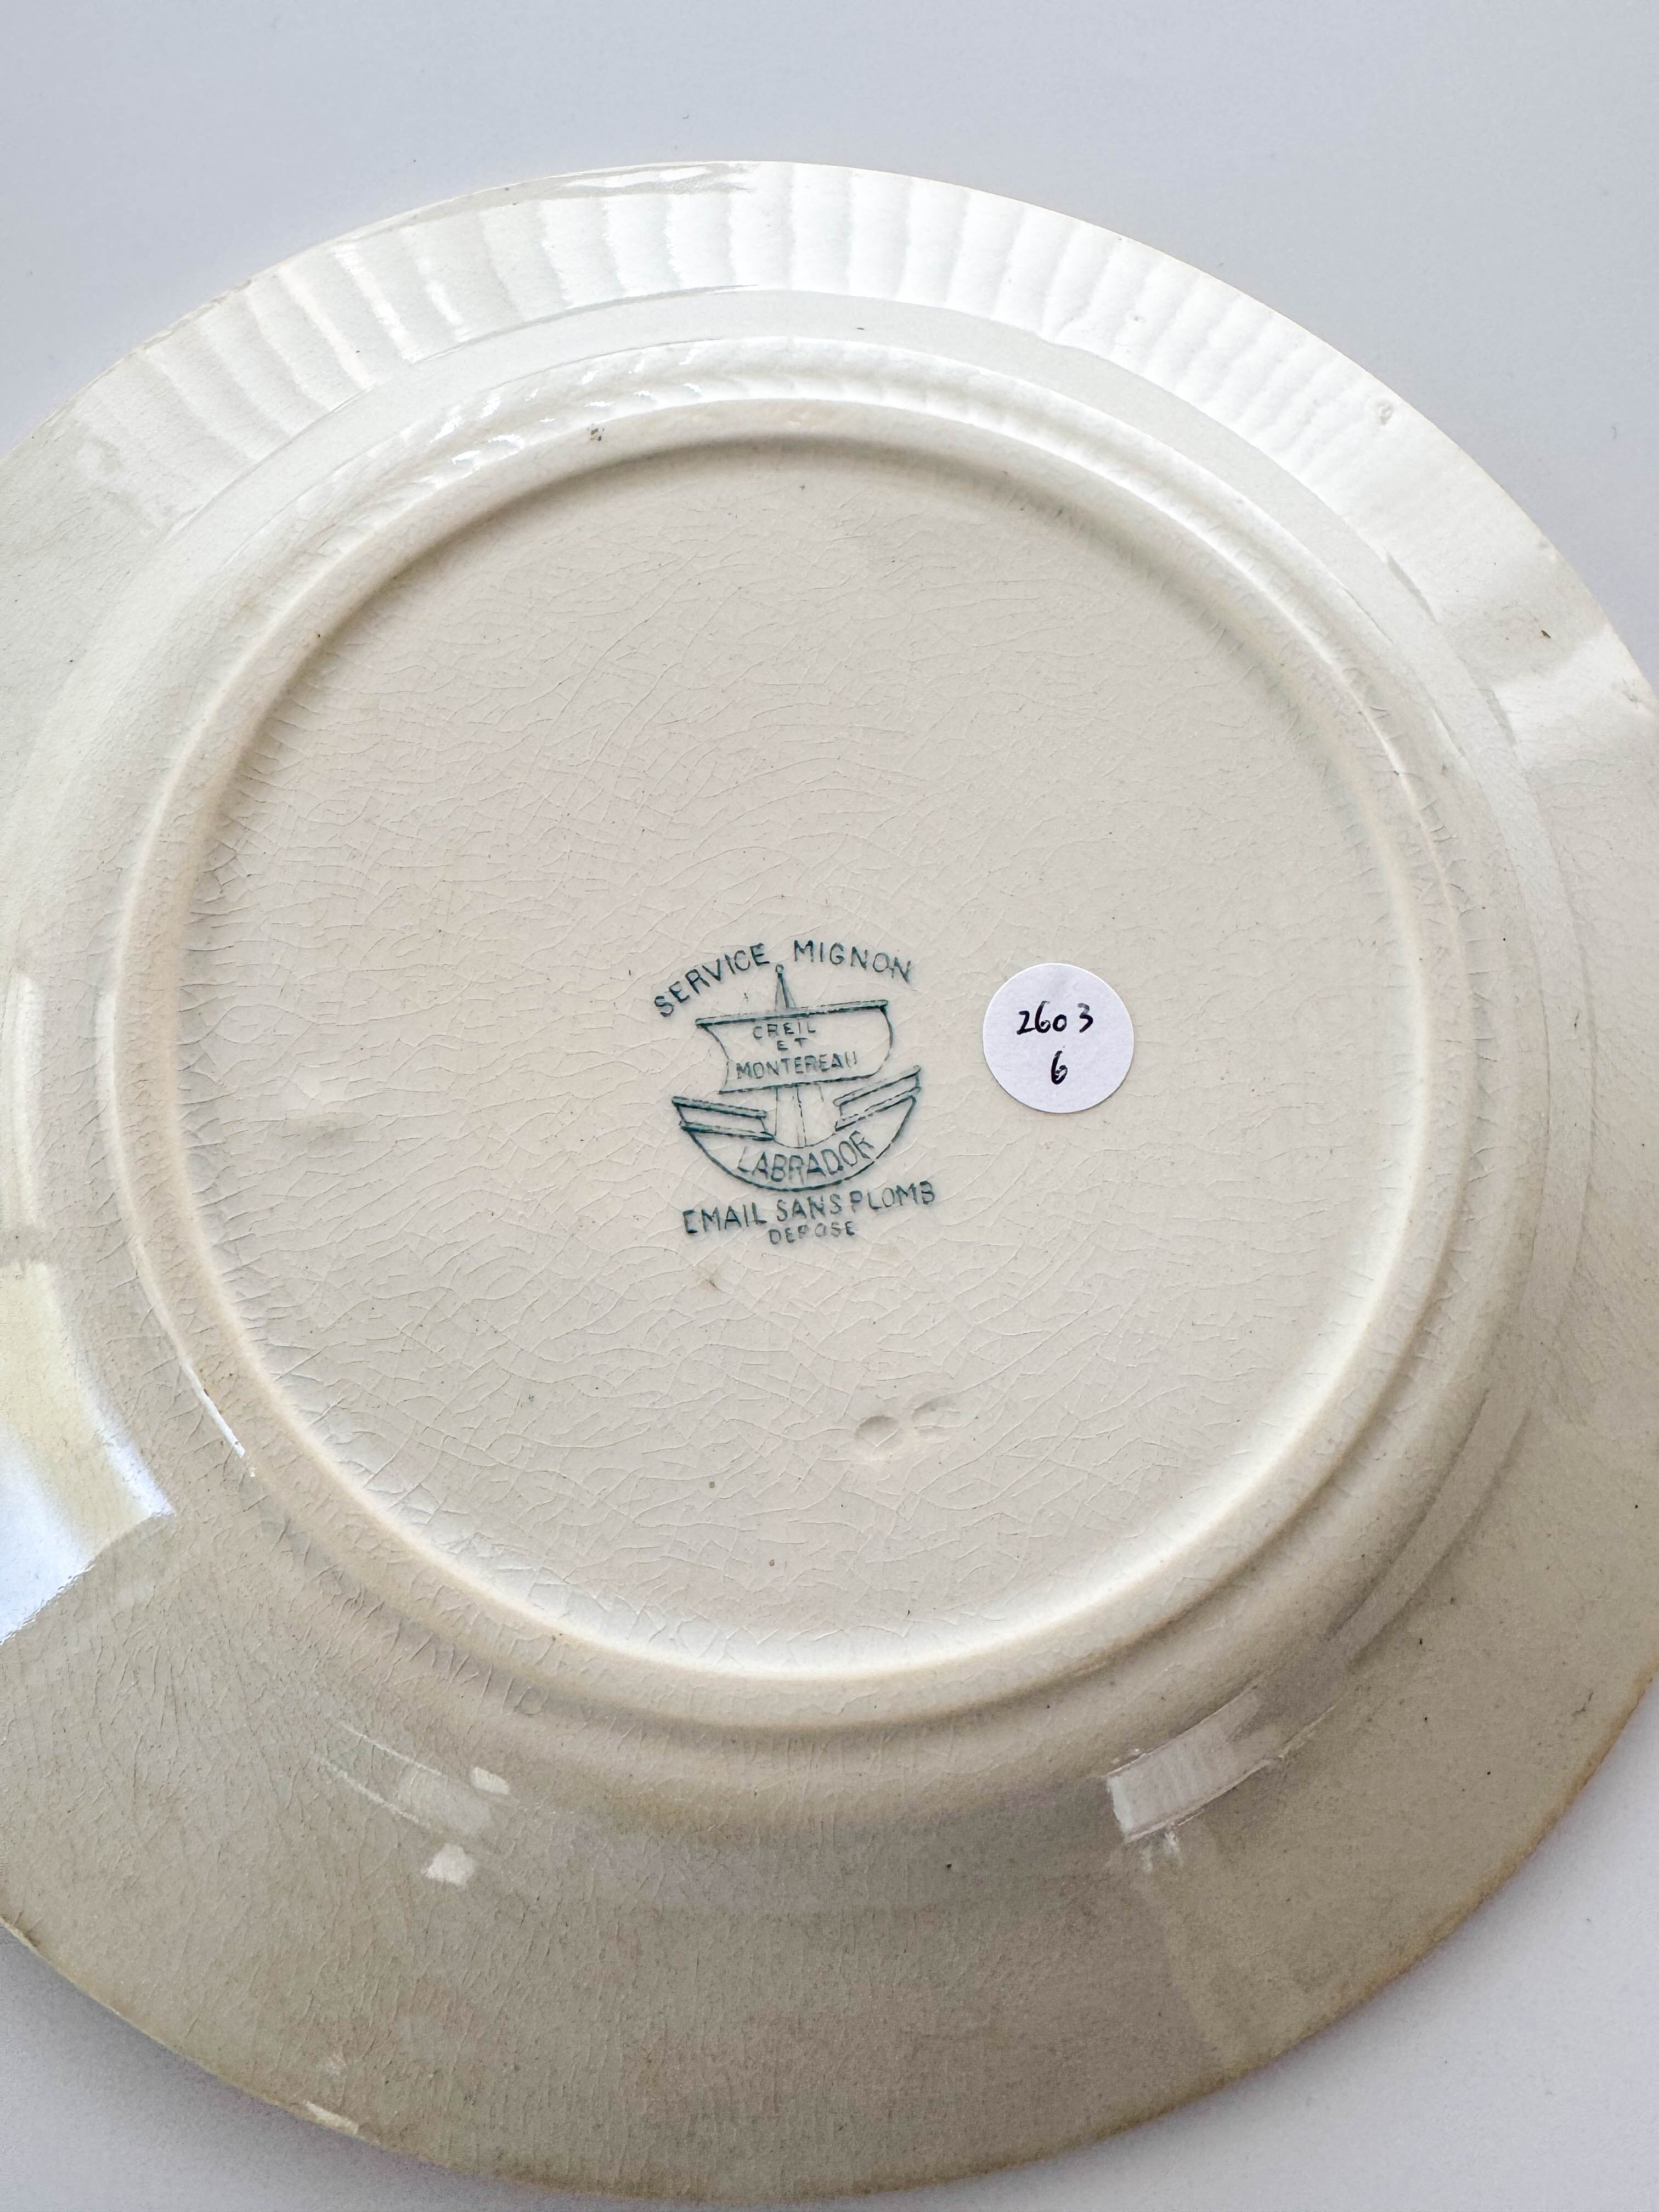 SERVICE MIGNON
CREIL
ET
MONTEREAU
LABRADOR
EMAIL SANS PLOMB
DEPOSE
2603
6